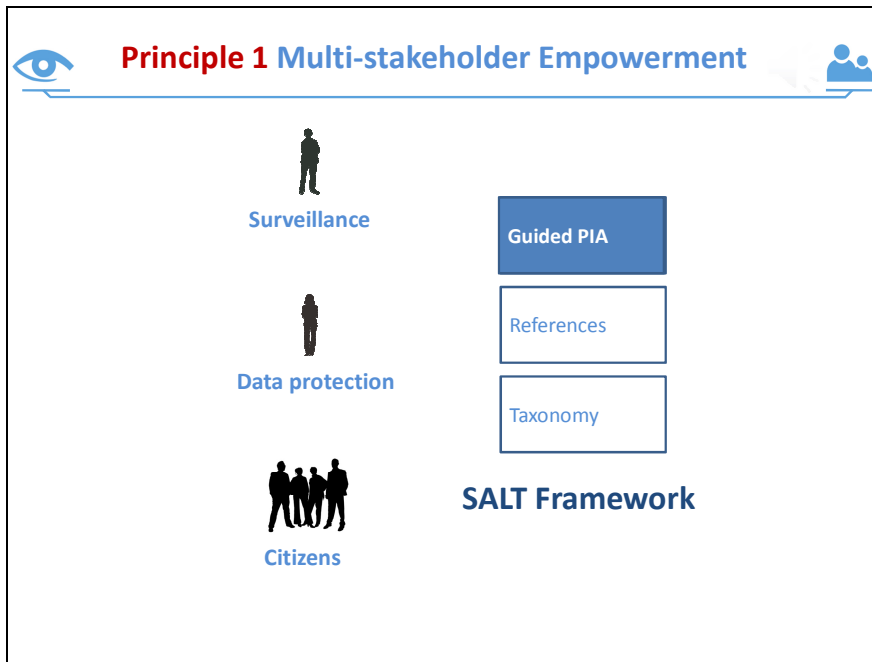 Principle 1 Multi-stakeholder Empowerment
Surveillance
Data protection
Citizens
Guided PIA
References
Taxonomy
SALT Framework